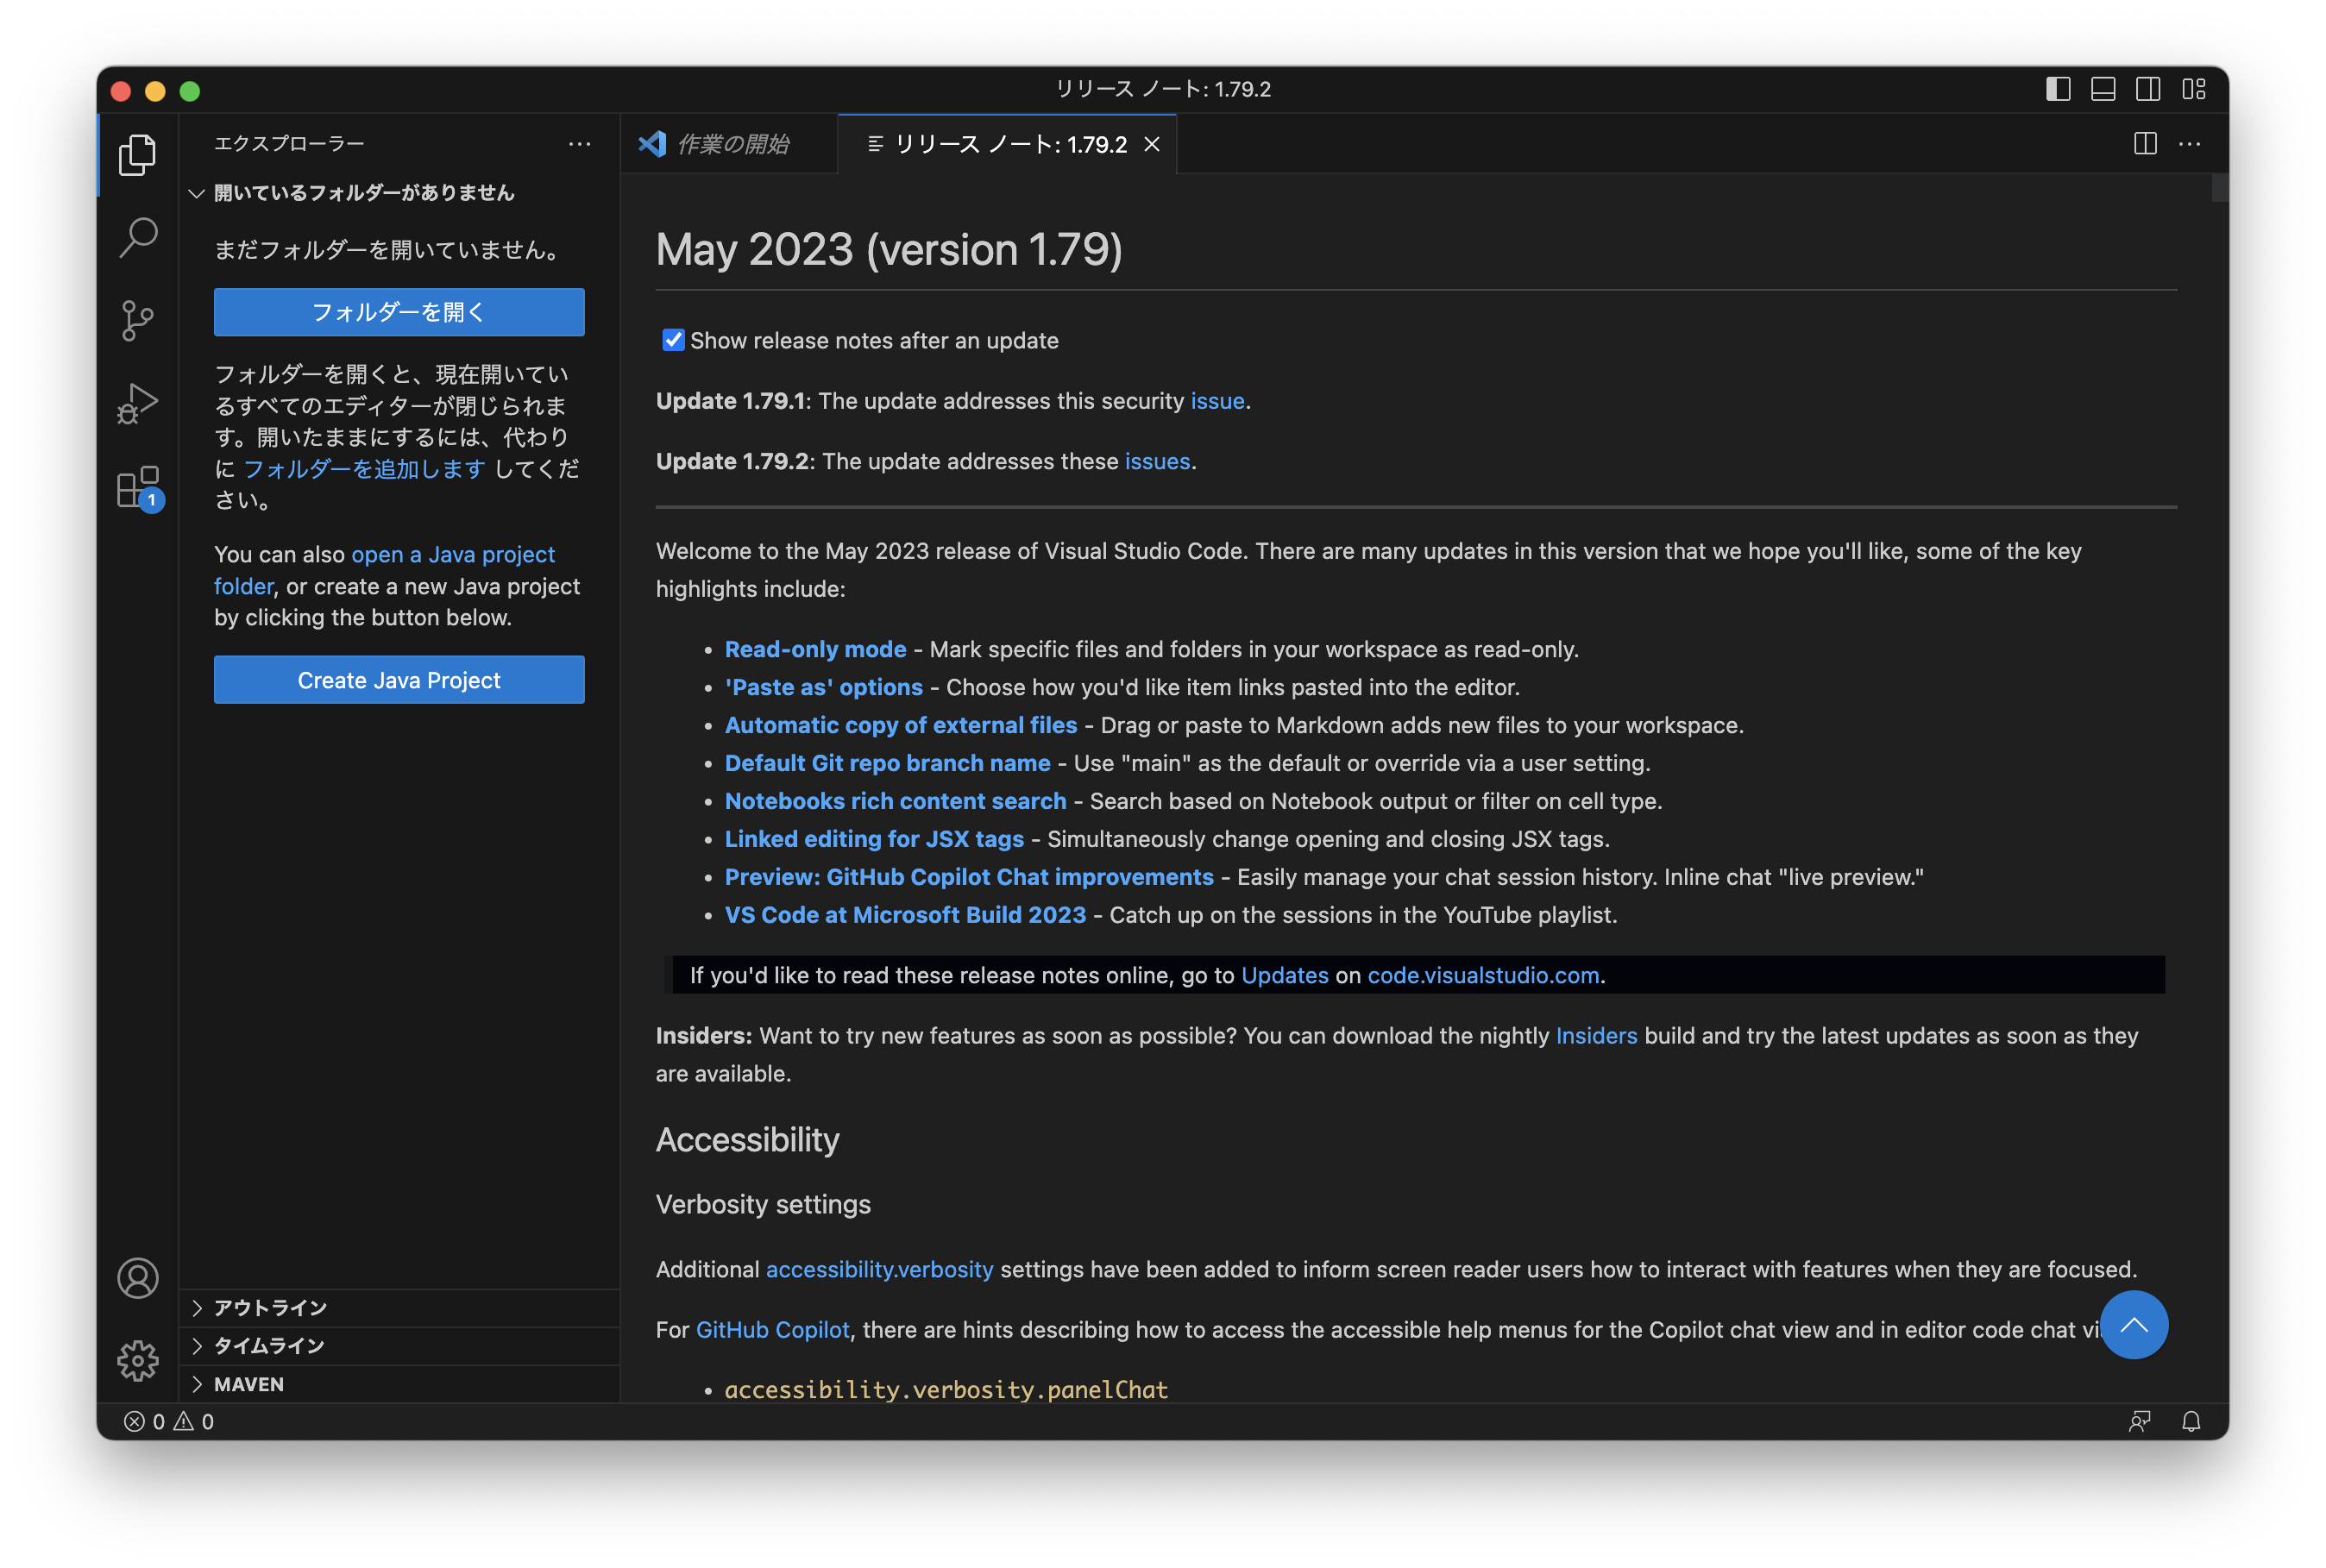 リリース ノート: 1.79.2
エクスプローラー
作業の開始
リリース ノート: 1.79.2
開いているフォルダーがありません
まだフォルダーを開いていません。
フォルダーを開く
フォルダーを開くと、現在開いてい
るすべてのエディターが閉じられま
す。開いたままにするには、代わり
に フォルダーを追加します してくだ
さい。
You can also open a Java project
folder, or create a new Java project
by clicking the button below.
Create Java Project
1
アウトライン
タイムライン
MAVEN
May 2023 (version 1.79)
Show release notes after an update
Update 1.79.1: The update addresses this security issue.
Update 1.79.2: The update addresses these issues.
Welcome to the May 2023 release of Visual Studio Code. There are many updates in this version that we hope you'll like, some of the key
highlights include:
• Read-only mode - Mark specific files and folders in your workspace as read-only.
• 'Paste as' options - Choose how you'd like item links pasted into the editor.
• Automatic copy of external files - Drag or paste to Markdown adds new files to your workspace.
• Default Git repo branch name - Use "main" as the default or override via a user setting.
• Notebooks rich content search - Search based on Notebook output or filter on cell type.
• Linked editing for JSX tags - Simultaneously change opening and closing JSX tags.
• Preview: GitHub Copilot Chat improvements - Easily manage your chat session history. Inline chat "live preview."
• VS Code at Microsoft Build 2023 - Catch up on the sessions in the YouTube playlist.
If you'd like to read these release notes online, go to Updates on code.visualstudio.com.
Insiders: Want to try new features as soon as possible? You can download the nightly Insiders build and try the latest updates as soon as they
are available.
Accessibility
Verbosity settings
Additional accessibility.verbosity settings have been added to inform screen reader users how to interact with features when they are focused.
For GitHub Copilot, there are hints describing how to access the accessible help menus for the Copilot chat view and in editor code chat
• accessibility.verbosity.panelChat
0 0